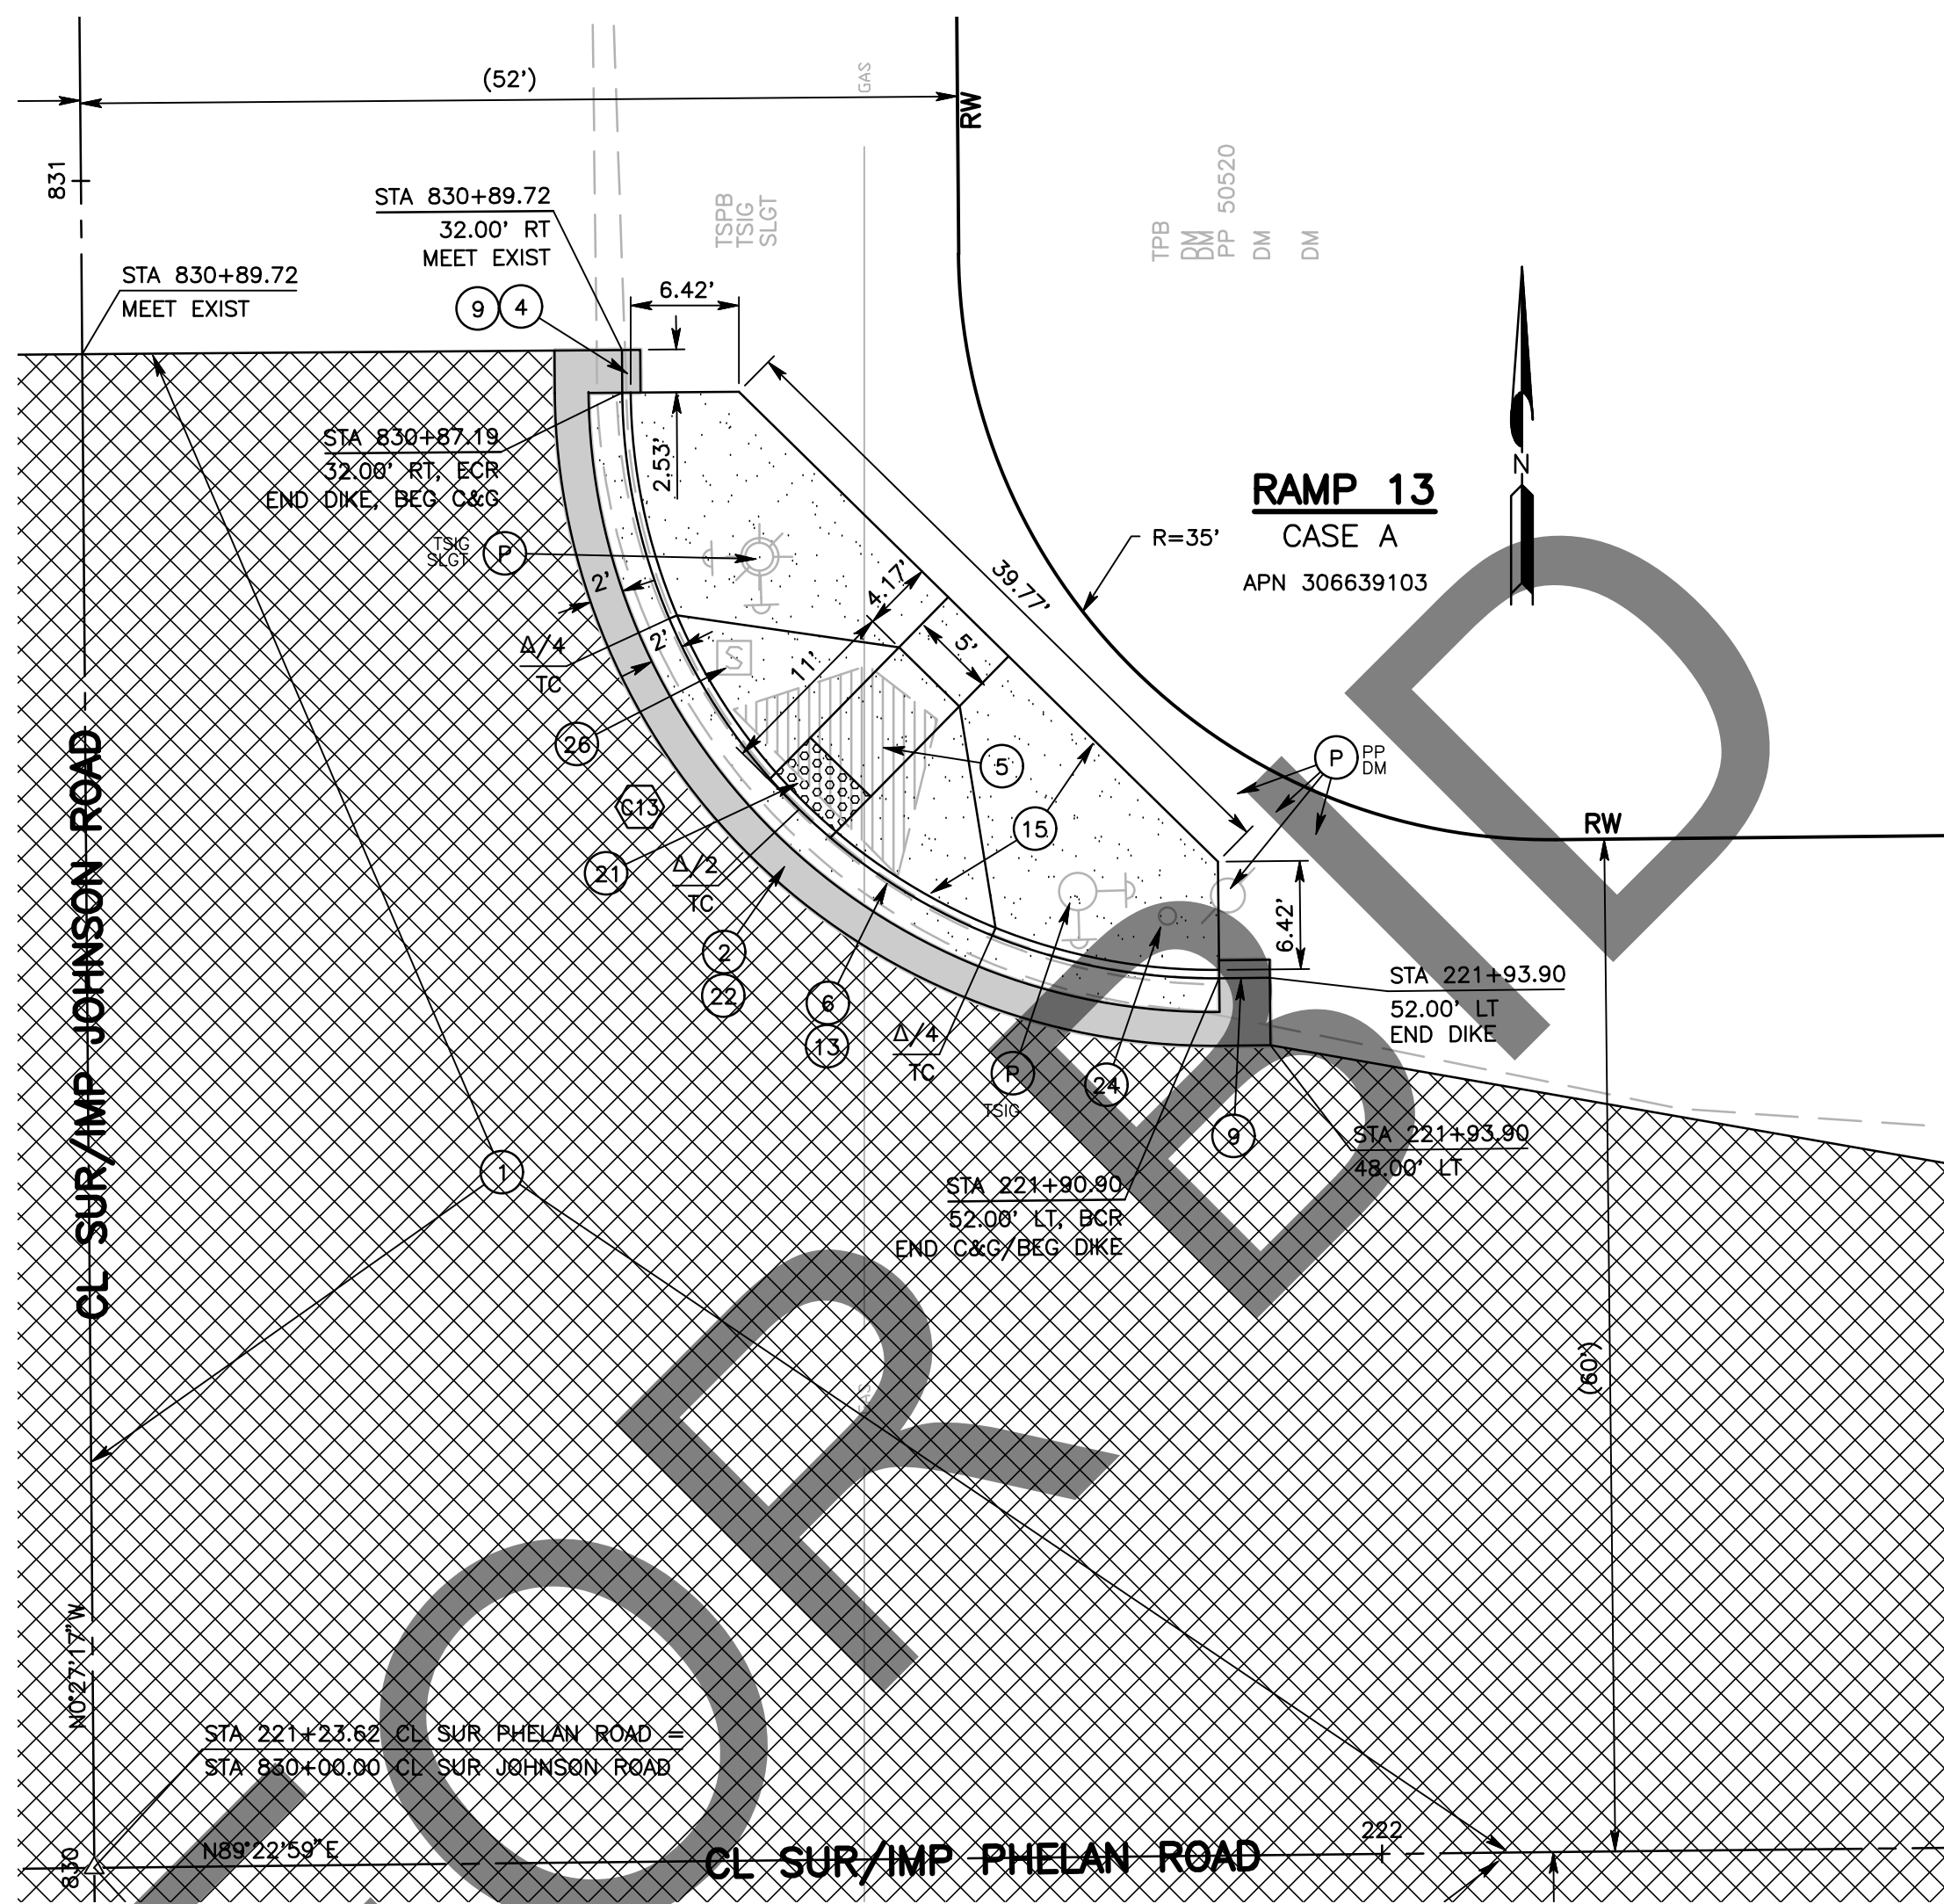 (52')
GAS
RW
831
STA 830+89.72
32.00' RT
MEET EXIST
TSPB
TSIG
SLGT
TPB
DM
DM
PP 50520
DM
DM
STA 830+89.72
MEET EXIST
9
4
6.42'
STA 830+87.19
32.00' RT, ECR
END DIKE, BEG C&G
2.53'
RAMP 13
CASE A
APN 306639103
N
R=35'
TSIG
SLGT
P
2'
4.17'
39.77'
Δ/4
TC
2'
S
11'
5'
26
5
P
PP
DM
C13
15
RW
21
Δ/2
TC
2
22
6
13
Δ/4
TC
6.42'
STA 221+93.90
52.00' LT
END DIKE
P
TSIG
24
9
STA 221+93.90
48.00' LT
1
STA 221+90.90
52.00' LT, BCR
END C&G/BEG DIKE
CL SUR/IMP JOHNSON ROAD
(60')
GAS
N0°27'17"W
STA 221+23.62 CL SUR PHELAN ROAD =
STA 830+00.00 CL SUR JOHNSON ROAD
830
N89°22'59"E
CL SUR/IMP PHELAN ROAD
222
FOR BID